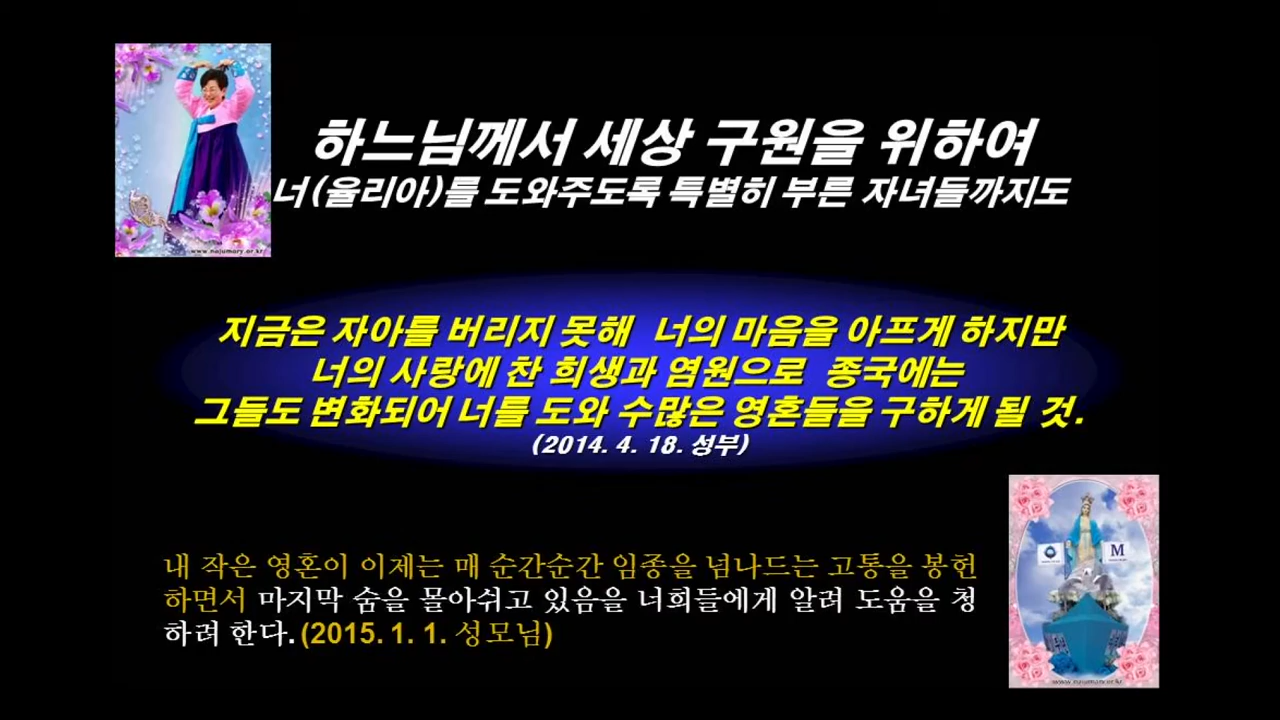 하느님께서 세상 구원을 위하여
너(율리아)를 도와주도록 특별히 부른 자녀들까지도
www.najumary.or.kr
지금은 자아를 버리지 못해 너의 마음을 아프게 하지만
너의 사랑에 찬 희생과 염원으로 종국에는
그들도 변화되어 너를 도와 수많은 영혼들을 구하게 될 것.
(2014. 4. 18. 성부)
내 작은 영혼이 이제는 매 순간순간 임종을 넘나드는 고통을 봉헌
하면서 마지막 숨을 몰아쉬고 있음을 너희들에게 알려 도움을 청
하려 한다. (2015. 1. 1. 성모님)
M
www.najumary.or.kr